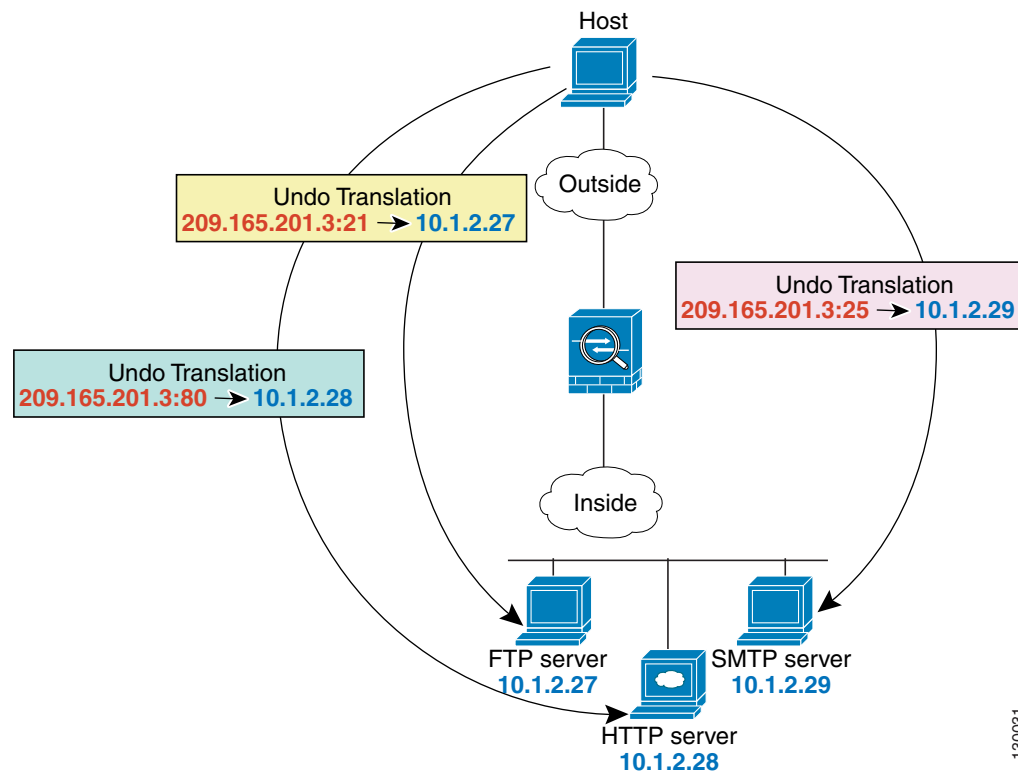 Host
Outside
Undo Translation
209.165.201.3:21 → 10.1.2.27
Undo Translation
209.165.201.3:25 → 10.1.2.29
Undo Translation
209.165.201.3:80 → 10.1.2.28
Inside
FTP server
10.1.2.27
SMTP server
10.1.2.29
HTTP server
10.1.2.28
130031